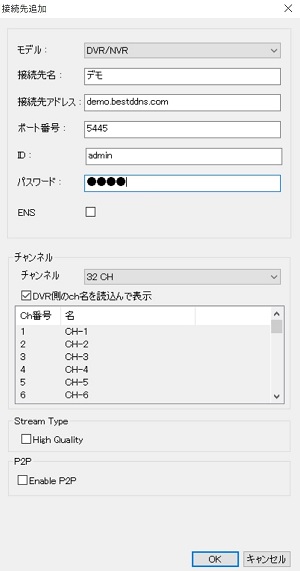 接続先追加
モデル： DVR/NVR
接続先名： デモ
接続先アドレス： demo.bestddns.com
ポート番号： 5445
ID： admin
パスワード： ●●●●
ENS
チャンネル
チャンネル 32 CH
DVR側のch名を読込んで表示
Ch番号 名
1 CH-1
2 CH-2
3 CH-3
4 CH-4
5 CH-5
6 CH-6
Stream Type
High Quality
P2P
Enable P2P
OK キャンセル